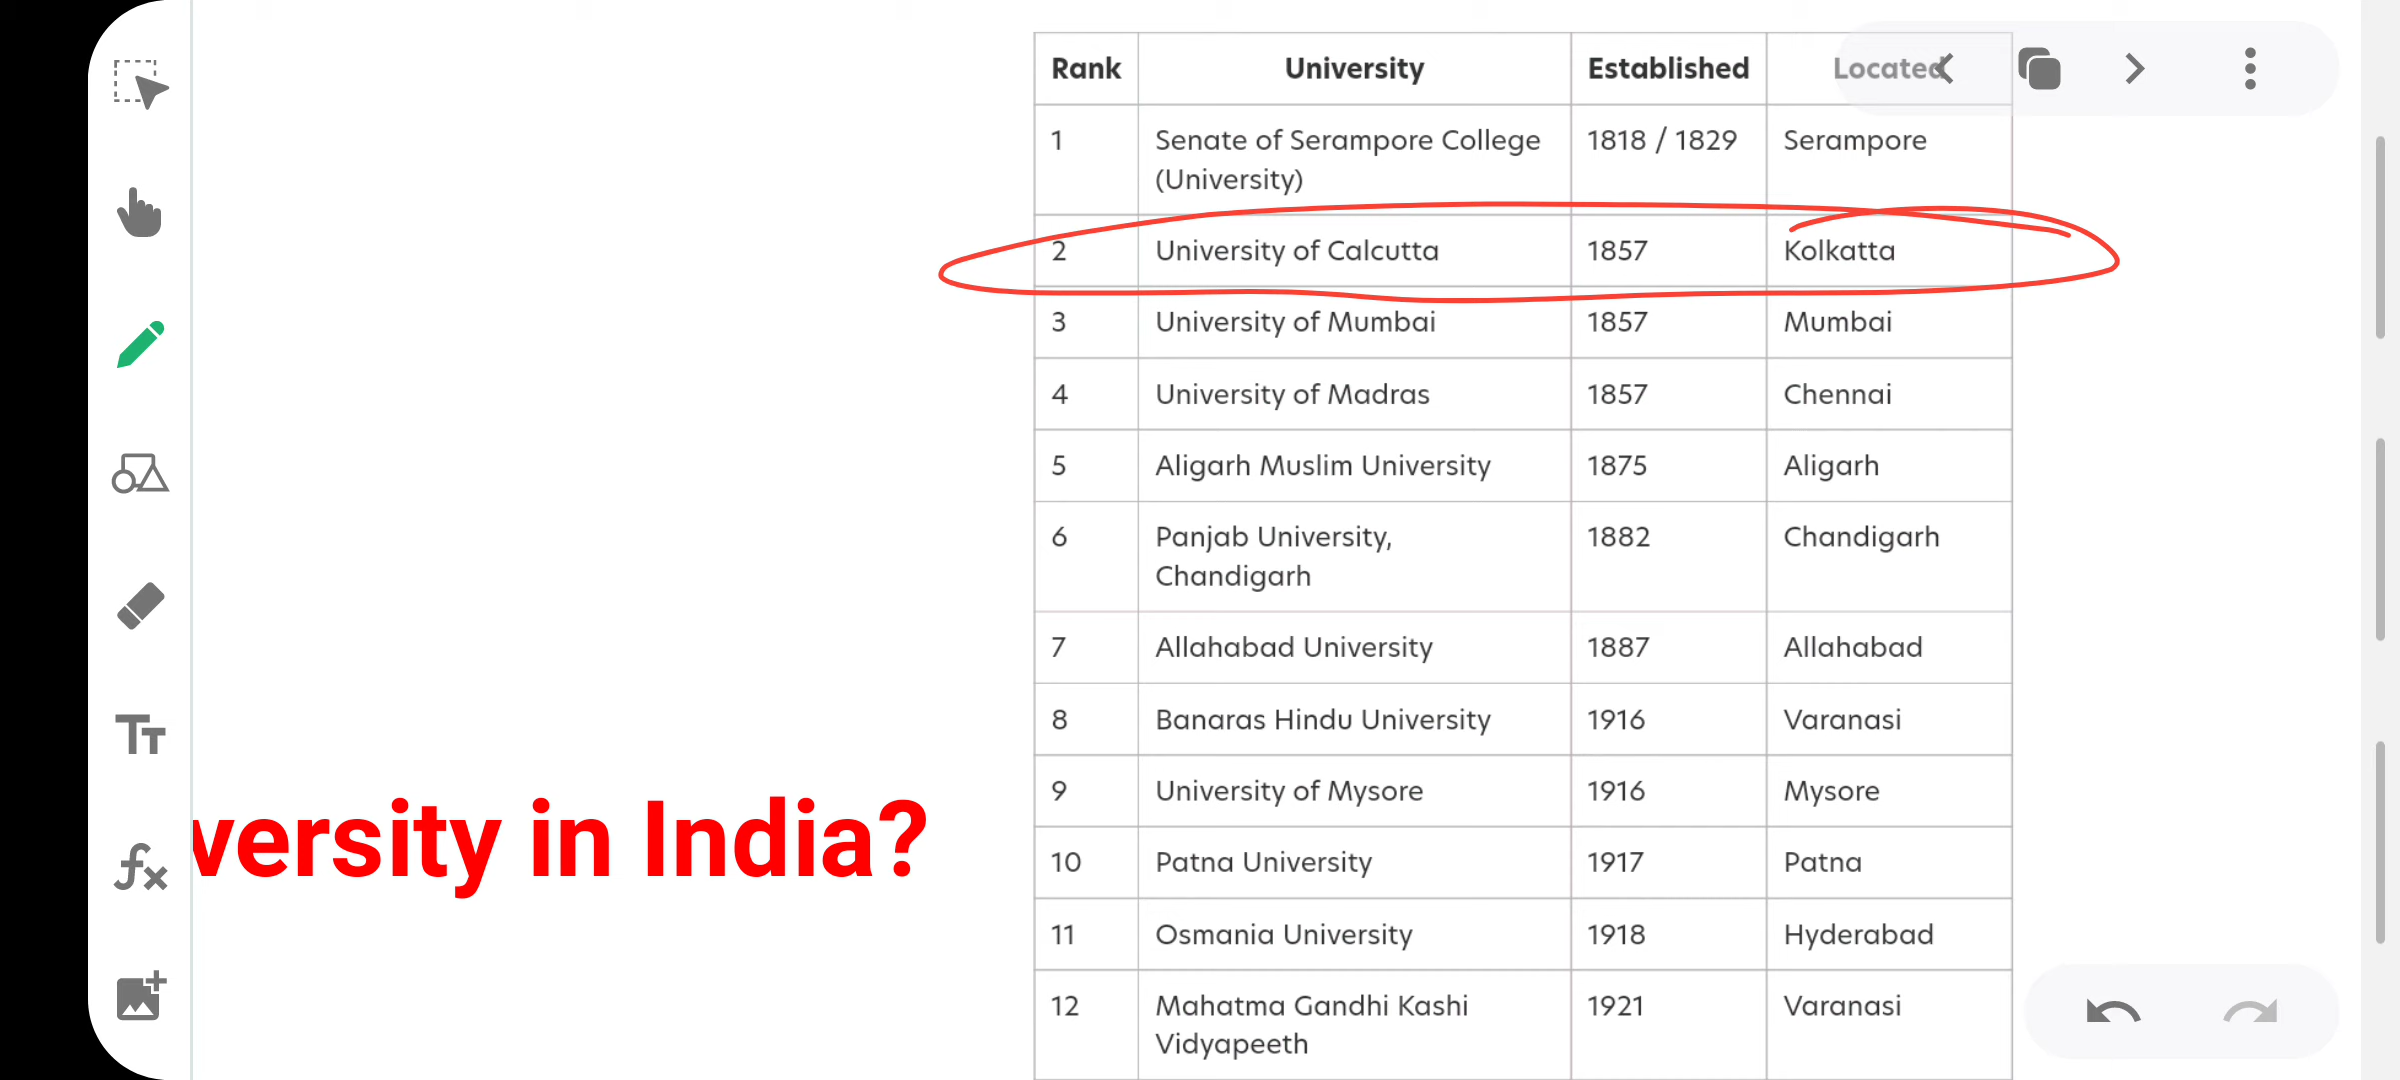 Rank University Established Located
1 Senate of Serampore College 1818 / 1829 Serampore
(University)
2 University of Calcutta 1857 Kolkatta
3 University of Mumbai 1857 Mumbai
4 University of Madras 1857 Chennai
5 Aligarh Muslim University 1875 Aligarh
6 Panjab University, 1882 Chandigarh
Chandigarh
7 Allahabad University 1887 Allahabad
8 Banaras Hindu University 1916 Varanasi
9 University of Mysore 1916 Mysore
10 Patna University 1917 Patna
11 Osmania University 1918 Hyderabad
12 Mahatma Gandhi Kashi 1921 Varanasi
Vidyapeeth
versity in India?